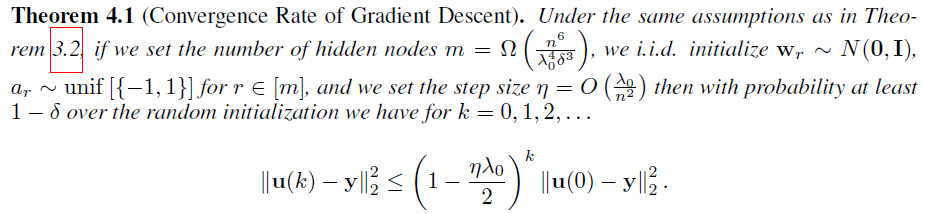 Theorem 4.1 (Convergence Rate of Gradient Descent). Under the same assumptions as in Theo-
rem 3.2, if we set the number of hidden nodes m = Ω(n^6/(λ_0^4 δ^3)), we i.i.d. initialize w_r ∼ N(0, I),
a_r ∼ unif [{−1, 1}] for r ∈ [m], and we set the step size η = O(λ_0/n^2) then with probability at least
1 − δ over the random initialization we have for k = 0, 1, 2, . . .
‖u(k) − y‖_2^2 ≤ (1 − ηλ_0/2)^k ‖u(0) − y‖_2^2 .